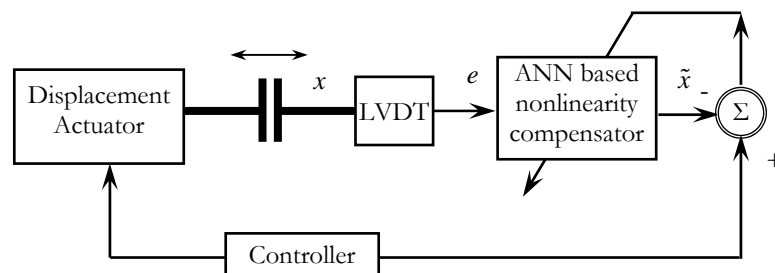 Displacement
Actuator
x
LVDT
e
ANN based
nonlinearity
compensator
x̃
-
Σ
+
Controller